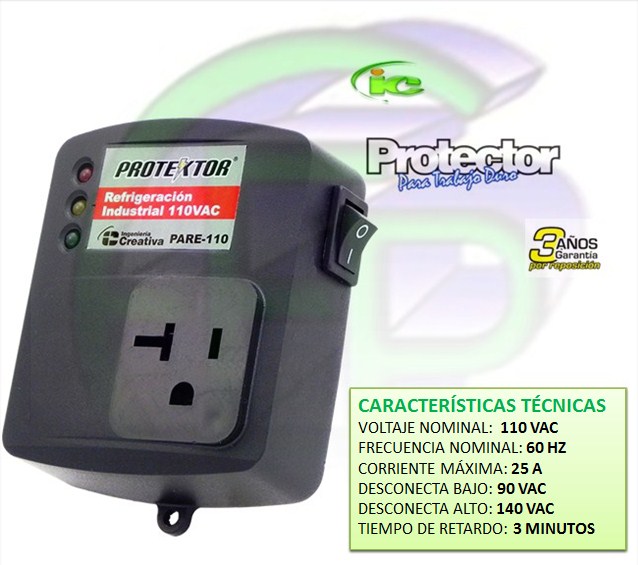 ic
Protector
Para Trabajo Duro
PROTEKTOR®
Refrigeración
Industrial 110VAC
Ingeniería
Creativa PARE-110
O
I
3 AÑOS
Garantía
por reposición
CARACTERÍSTICAS TÉCNICAS
VOLTAJE NOMINAL: 110 VAC
FRECUENCIA NOMINAL: 60 HZ
CORRIENTE MÁXIMA: 25 A
DESCONECTA BAJO: 90 VAC
DESCONECTA ALTO: 140 VAC
TIEMPO DE RETARDO: 3 MINUTOS